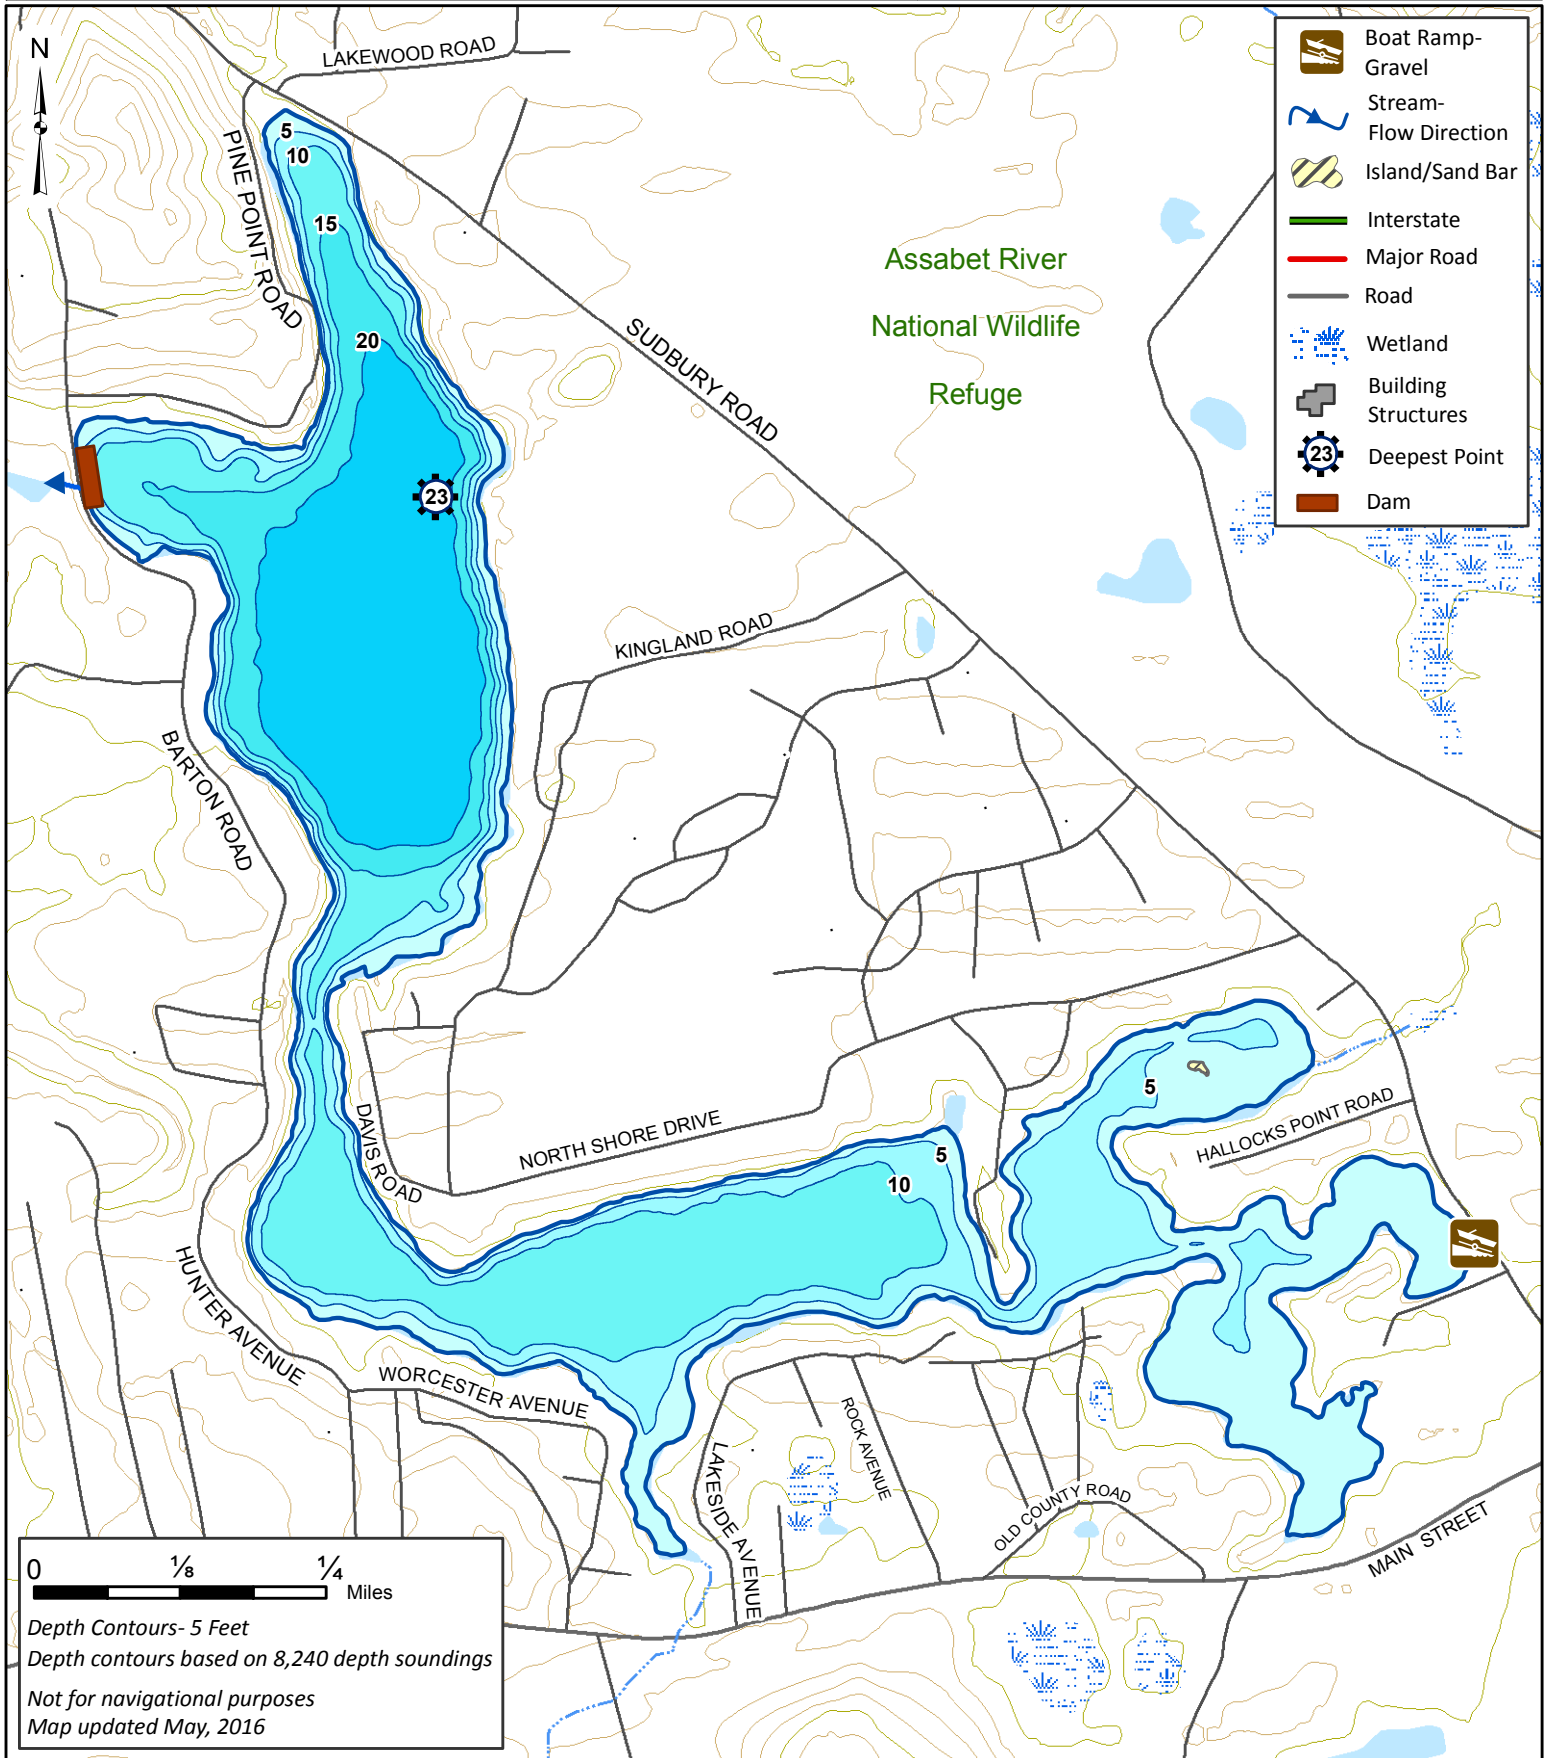 N
LAKEWOOD ROAD
PINE POINT ROAD
5
10
15
20
23
SUDBURY ROAD
Assabet River
National Wildlife
Refuge
Boat Ramp-
Gravel
Stream-
Flow Direction
Island/Sand Bar
Interstate
Major Road
Road
Wetland
Building
Structures
23
Deepest Point
Dam
KINGLAND ROAD
BARTON ROAD
DAVIS ROAD
NORTH SHORE DRIVE
5
10
5
HALLOCKS POINT ROAD
HUNTER AVENUE
WORCESTER AVENUE
LAKESIDE AVENUE
ROCK AVENUE
OLD COUNTY ROAD
MAIN STREET
0 ⅛ ¼
Miles
Depth Contours- 5 Feet
Depth contours based on 8,240 depth soundings
Not for navigational purposes
Map updated May, 2016